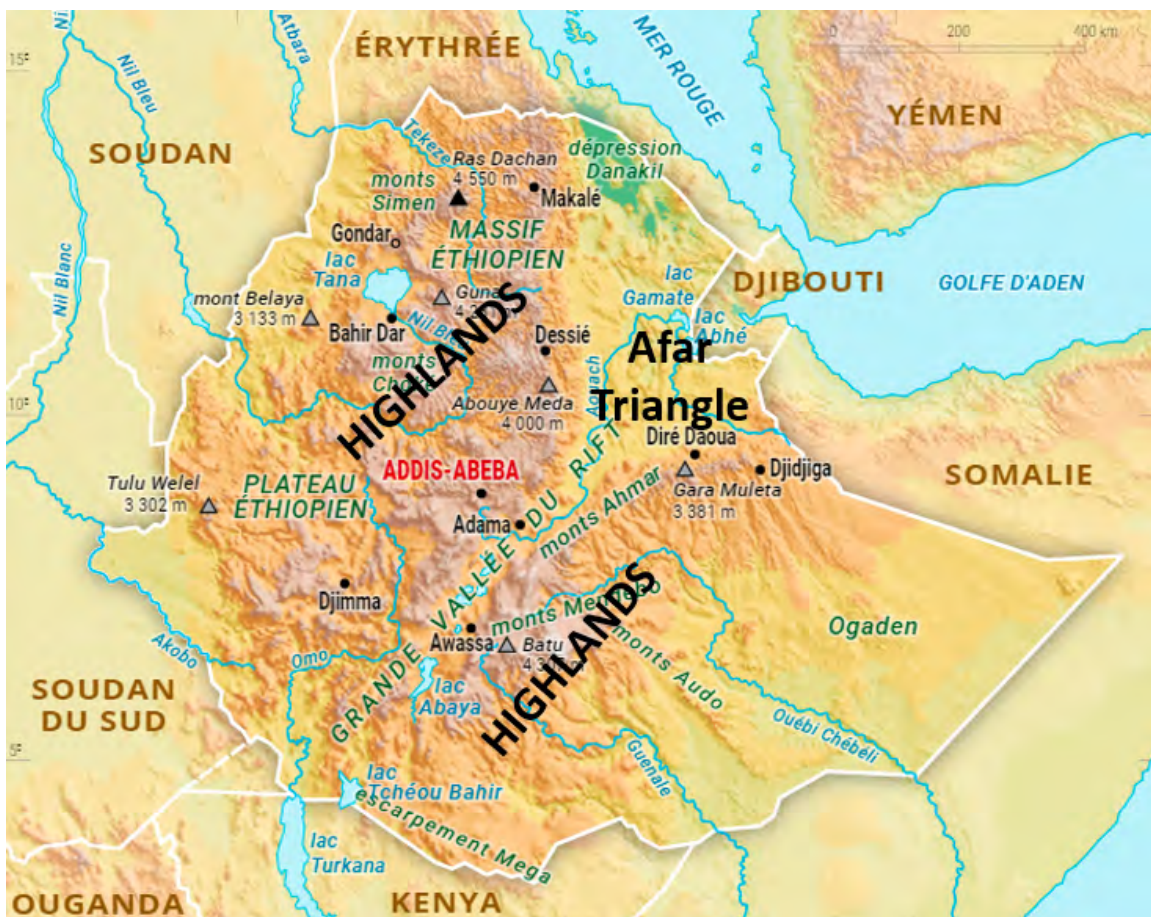 15°
10°
5°
0
200
400 km
Nil Bleu
Atbara
ÉRYTHRÉE
MER ROUGE
YÉMEN
SOUDAN
Tekeze
Ras Dachan
4 550 m
monts
Simen
Makalé
dépression
Danakil
Gondar
MASSIF
ÉTHIOPIEN
lac
Tana
Guna
mont Belaya
3 133 m
Bahir Dar
Nil Blanc
HIGHLANDS
monts
Dessié
lac
Gamate
lac
Abhé
DJIBOUTI
GOLFE D'ADEN
Afar
Triangle
Aouach
Abouye Meda
4 000 m
Diré Daoua
Djidjiga
Gara Muleta
3 381 m
SOMALIE
Tulu Welel
3 302 m
PLATEAU
ÉTHIOPIEN
ADDIS-ABEBA
Adama
monts Ahmar
GRANDE VALLÉE DU RIFT
Djimma
HIGHLANDS
monts
Awassa
Batu
Ogaden
monts Audo
Akobo
Omo
lac
Abaya
SOUDAN
DU SUD
Ouébi Chébéli
Guenale
lac
Tchéou Bahir
escarpement Mega
lac
Turkana
OUGANDA
KENYA